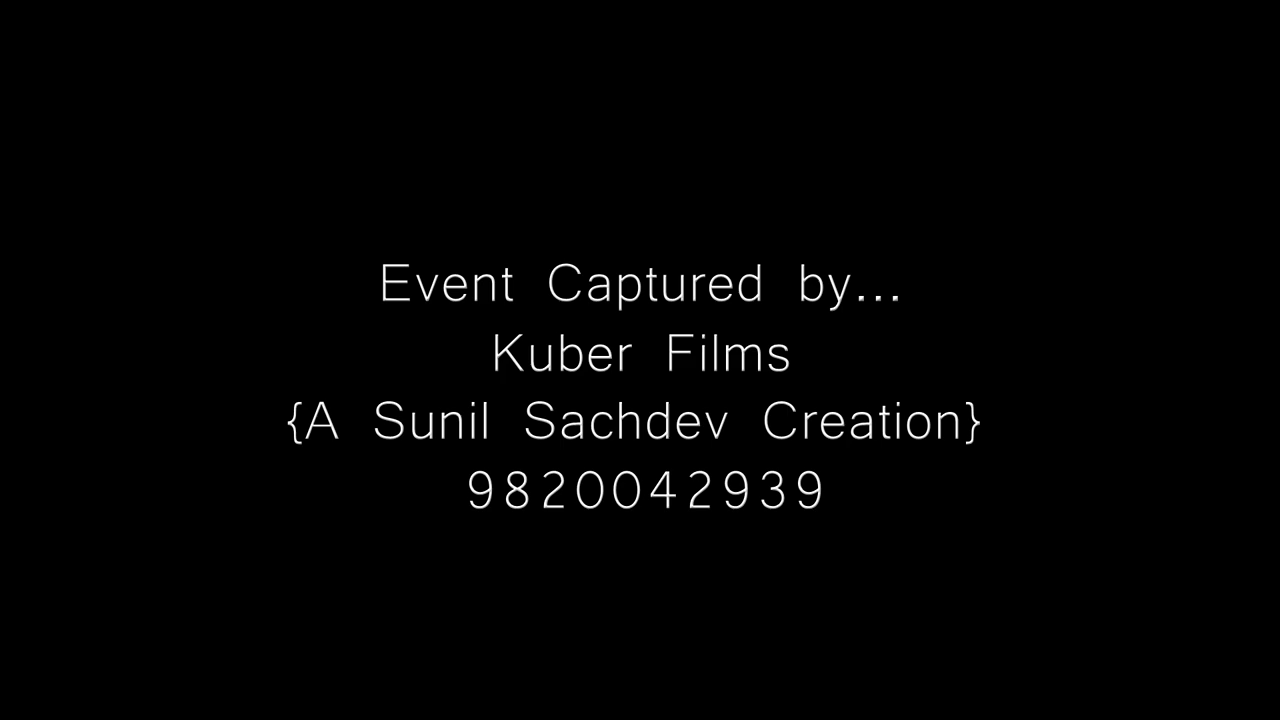 Event Captured by...
Kuber Films
{A Sunil Sachdev Creation}
9820042939